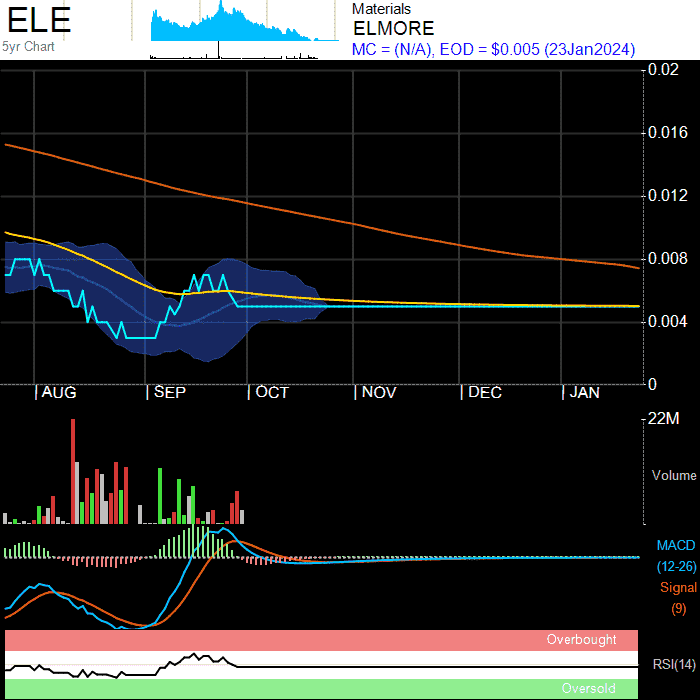 ELE
5yr Chart
Materials
ELMORE
MC = (N/A), EOD = $0.005 (23Jan2024)
0.02
0.016
0.012
0.008
0.004
0
AUG SEP OCT NOV DEC JAN
22M
Volume
MACD
(12-26)
Signal
(9)
Overbought
RSI(14)
Oversold